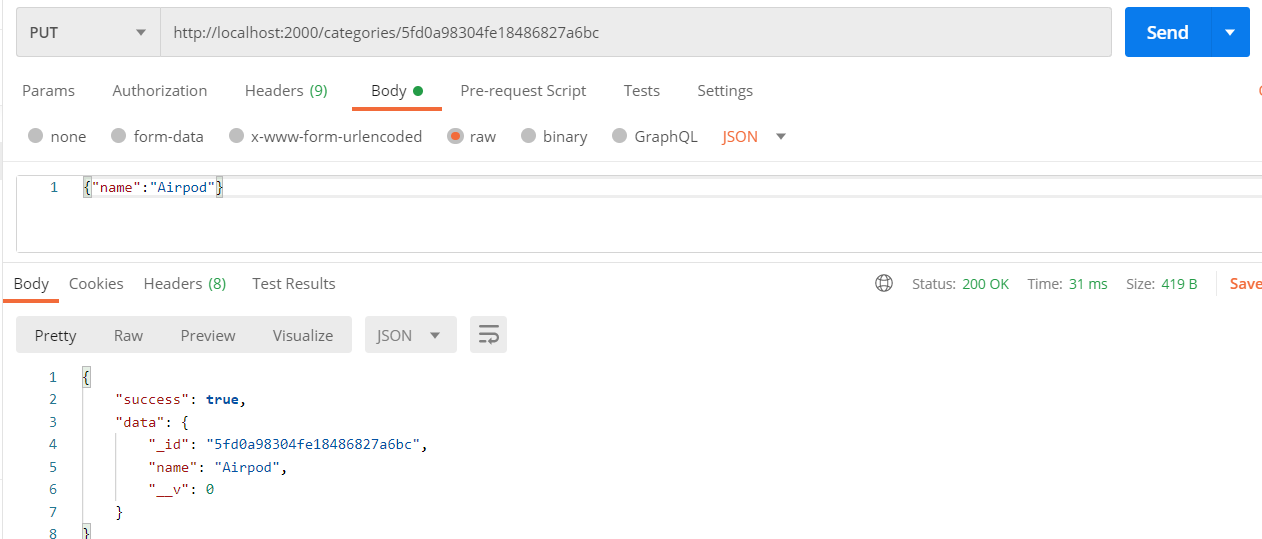 PUT http://localhost:2000/categories/5fd0a98304fe18486827a6bc Send
Params Authorization Headers (9) Body Pre-request Script Tests Settings
none form-data x-www-form-urlencoded raw binary GraphQL JSON
1 {"name":"Airpod"}
Body Cookies Headers (8) Test Results Status: 200 OK Time: 31 ms Size: 419 B Save
Pretty Raw Preview Visualize JSON
1 {
2 "success": true,
3 "data": {
4 "_id": "5fd0a98304fe18486827a6bc",
5 "name": "Airpod",
6 "__v": 0
7 }
8 }